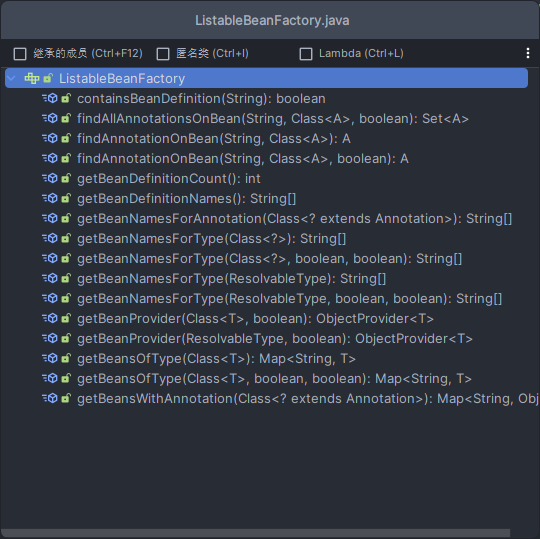 ListableBeanFactory.java
继承的成员 (Ctrl+F12) 匿名类 (Ctrl+I) Lambda (Ctrl+L)
ListableBeanFactory
containsBeanDefinition(String): boolean
findAllAnnotationsOnBean(String, Class<A>, boolean): Set<A>
findAnnotationOnBean(String, Class<A>): A
findAnnotationOnBean(String, Class<A>, boolean): A
getBeanDefinitionCount(): int
getBeanDefinitionNames(): String[]
getBeanNamesForAnnotation(Class<? extends Annotation>): String[]
getBeanNamesForType(Class<?>): String[]
getBeanNamesForType(Class<?>, boolean, boolean): String[]
getBeanNamesForType(ResolvableType): String[]
getBeanNamesForType(ResolvableType, boolean, boolean): String[]
getBeanProvider(Class<T>, boolean): ObjectProvider<T>
getBeanProvider(ResolvableType, boolean): ObjectProvider<T>
getBeansOfType(Class<T>): Map<String, T>
getBeansOfType(Class<T>, boolean, boolean): Map<String, T>
getBeansWithAnnotation(Class<? extends Annotation>): Map<String, Obj